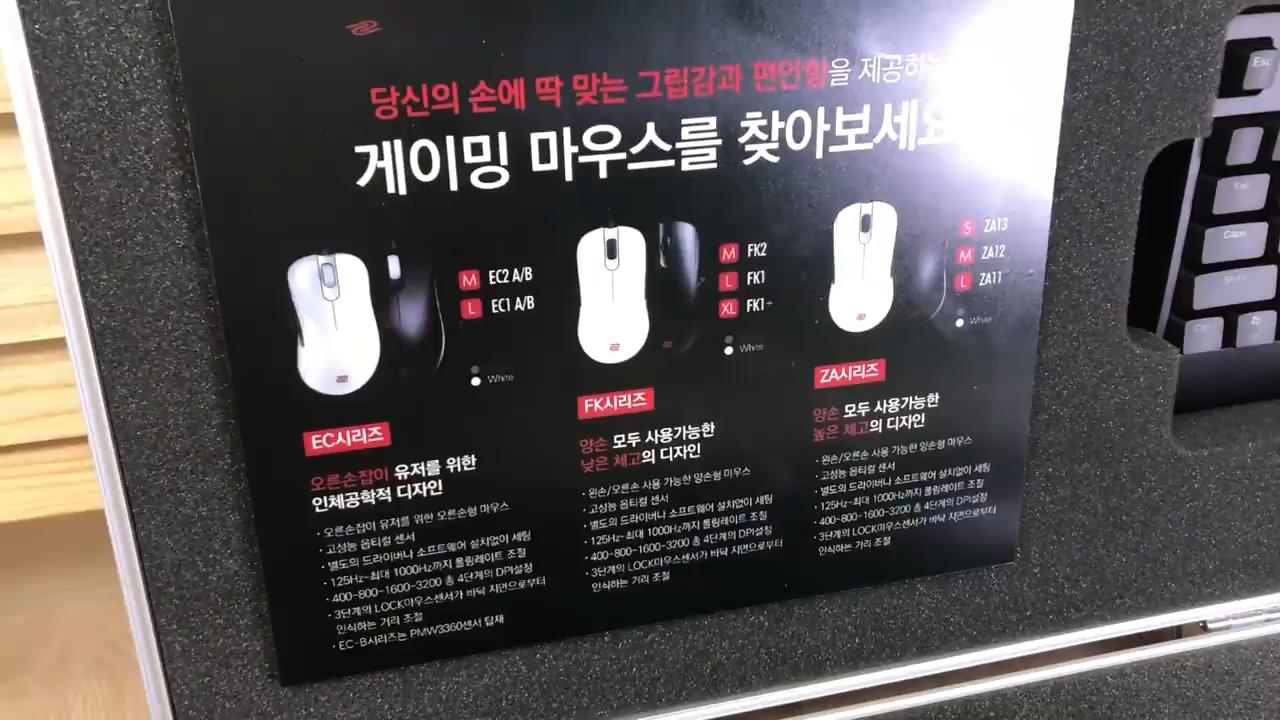 당신의 손에 딱 맞는 그립감과 편안함을 제공하는
게이밍 마우스를 찾아보세요
M EC2 A/B
L EC1 A/B
White
EC시리즈
오른손잡이 유저를 위한
인체공학적 디자인
· 오른손잡이 유저를 위한 오른손형 마우스
· 고성능 옵티컬 센서
· 별도의 드라이버나 소프트웨어 설치없이 세팅
· 125Hz-최대 1000Hz까지 폴링레이트 조절
· 400-800-1600-3200 총 4단계의 DPI설정
· 3단계의 LOCK마우스센서가 바닥 지면으로부터
인식하는 거리 조절
· EC-B시리즈는 PMW3360센서 탑재
M FK2
L FK1
XL FK1+
White
FK시리즈
양손 모두 사용가능한
낮은 체고의 디자인
· 왼손/오른손 사용 가능한 양손형 마우스
· 고성능 옵티컬 센서
· 별도의 드라이버나 소프트웨어 설치없이 세팅
· 125Hz-최대 1000Hz까지 폴링레이트 조절
· 400-800-1600-3200 총 4단계의 DPI설정
· 3단계의 LOCK마우스센서가 바닥 지면으로부터
인식하는 거리 조절
S ZA13
M ZA12
L ZA11
White
ZA시리즈
양손 모두 사용가능한
높은 체고의 디자인
· 왼손/오른손 사용 가능한 양손형 마우스
· 고성능 옵티컬 센서
· 별도의 드라이버나 소프트웨어 설치없이 세팅
· 125Hz-최대 1000Hz까지 폴링레이트 조절
· 400-800-1600-3200 총 4단계의 DPI설정
· 3단계의 LOCK마우스센서가 바닥 지면으로부터
인식하는 거리 조절
Esc
Tab
Caps
Shift
Ctrl